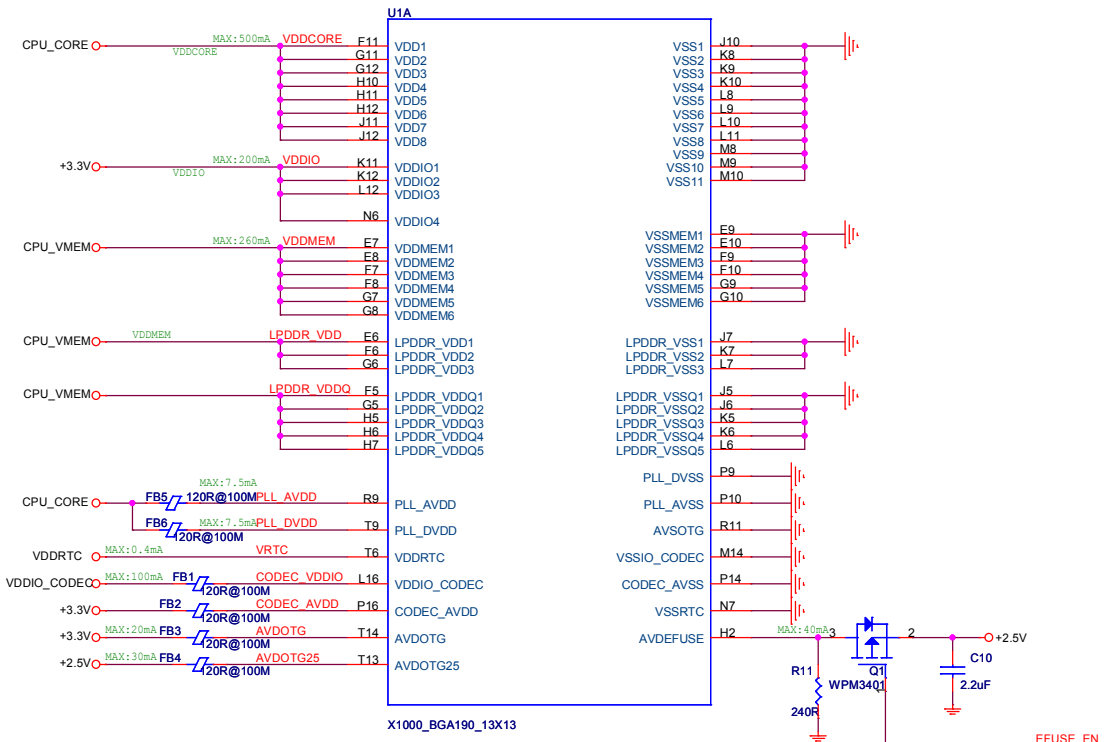 U1A
CPU_CORE MAX:500mA VDDCORE F11 VDD1 VSS1 J10
VDDCORE G11 VDD2 VSS2 K8
G12 VDD3 VSS3 K9
H10 VDD4 VSS4 K10
H11 VDD5 VSS5 L8
H12 VDD6 VSS6 L9
J11 VDD7 VSS7 L10
J12 VDD8 VSS8 L11
VSS9 M8
+3.3V MAX:200mA VDDIO K11 VDDIO1 VSS10 M9
VDDIO K12 VDDIO2 VSS11 M10
L12 VDDIO3
N6 VDDIO4
VSSMEM1 E9
CPU_VMEM MAX:260mA VDDMEM E7 VDDMEM1 VSSMEM2 E10
E8 VDDMEM2 VSSMEM3 F9
F7 VDDMEM3 VSSMEM4 F10
F8 VDDMEM4 VSSMEM5 G9
G7 VDDMEM5 VSSMEM6 G10
G8 VDDMEM6
CPU_VMEM VDDMEM LPDDR_VDD E6 LPDDR_VDD1 LPDDR_VSS1 J7
F6 LPDDR_VDD2 LPDDR_VSS2 K7
G6 LPDDR_VDD3 LPDDR_VSS3 L7
CPU_VMEM LPDDR_VDDQ F5 LPDDR_VDDQ1 LPDDR_VSSQ1 J5
G5 LPDDR_VDDQ2 LPDDR_VSSQ2 J6
H5 LPDDR_VDDQ3 LPDDR_VSSQ3 K5
H6 LPDDR_VDDQ4 LPDDR_VSSQ4 K6
H7 LPDDR_VDDQ5 LPDDR_VSSQ5 L6
PLL_DVSS P9
MAX:7.5mA
CPU_CORE FB5 120R@100M PLL_AVDD R9 PLL_AVDD PLL_AVSS P10
FB6 MAX:7.5mA PLL_DVDD T9 PLL_DVDD AVSOTG R11
120R@100M
VDDRTC MAX:0.4mA VRTC T6 VDDRTC VSSIO_CODEC M14
VDDIO_CODEC MAX:100mA FB1 CODEC_VDDIO L16 VDDIO_CODEC CODEC_AVSS P14
120R@100M
+3.3V FB2 CODEC_AVDD P16 CODEC_AVDD VSSRTC N7
120R@100M
+3.3V MAX:20mA FB3 AVDOTG T14 AVDOTG AVDEFUSE H2 MAX:40mA 3 2 +2.5V
120R@100M
+2.5V MAX:30mA FB4 AVDOTG25 T13 AVDOTG25
120R@100M
C10
R11 Q1
WPM3401 2.2uF
1
240R
X1000_BGA190_13X13
EFUSE_EN